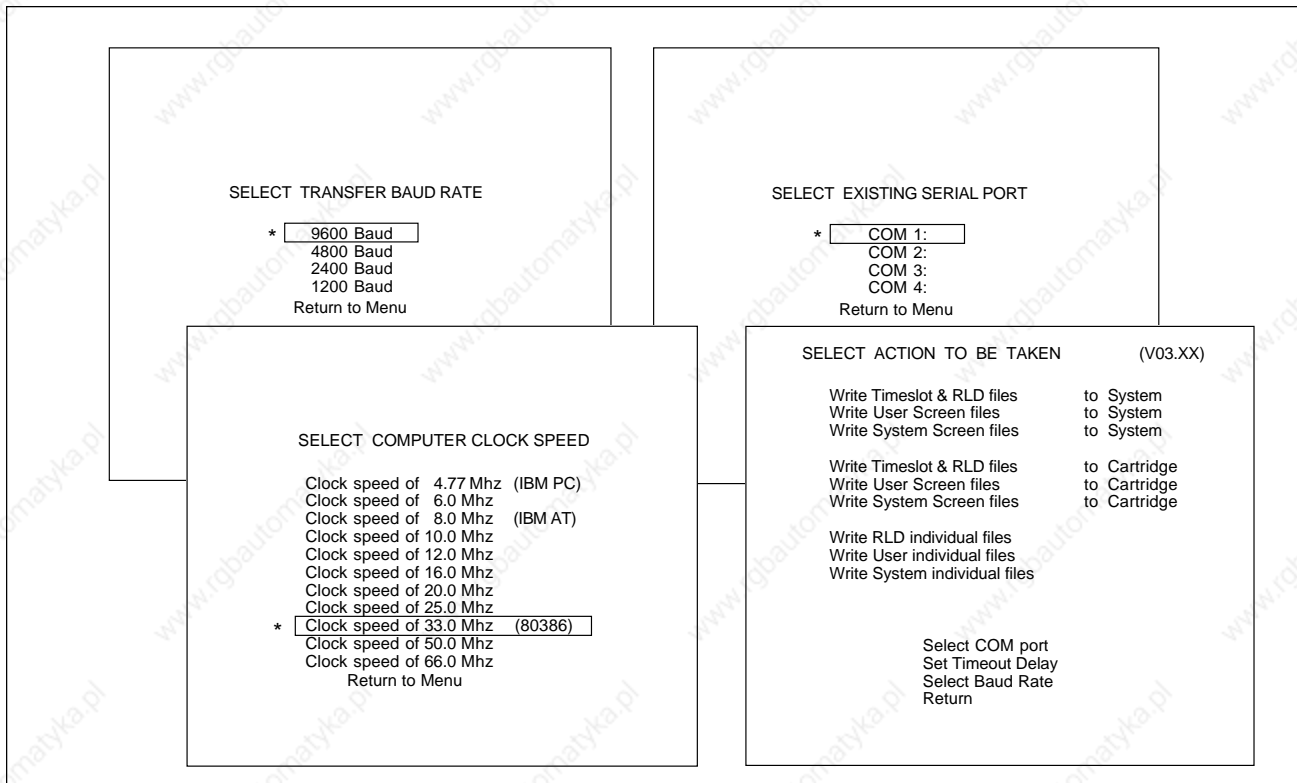 SELECT TRANSFER BAUD RATE
* 9600 Baud
4800 Baud
2400 Baud
1200 Baud
Return to Menu
SELECT EXISTING SERIAL PORT
* COM 1:
COM 2:
COM 3:
COM 4:
Return to Menu
SELECT COMPUTER CLOCK SPEED
Clock speed of 4.77 Mhz (IBM PC)
Clock speed of 6.0 Mhz
Clock speed of 8.0 Mhz (IBM AT)
Clock speed of 10.0 Mhz
Clock speed of 12.0 Mhz
Clock speed of 16.0 Mhz
Clock speed of 20.0 Mhz
Clock speed of 25.0 Mhz
* Clock speed of 33.0 Mhz (80386)
Clock speed of 50.0 Mhz
Clock speed of 66.0 Mhz
Return to Menu
SELECT ACTION TO BE TAKEN (V03.XX)
Write Timeslot & RLD files to System
Write User Screen files to System
Write System Screen files to System
Write Timeslot & RLD files to Cartridge
Write User Screen files to Cartridge
Write System Screen files to Cartridge
Write RLD individual files
Write User individual files
Write System individual files
Select COM port
Set Timeout Delay
Select Baud Rate
Return
www.rgbautomatyka.pl